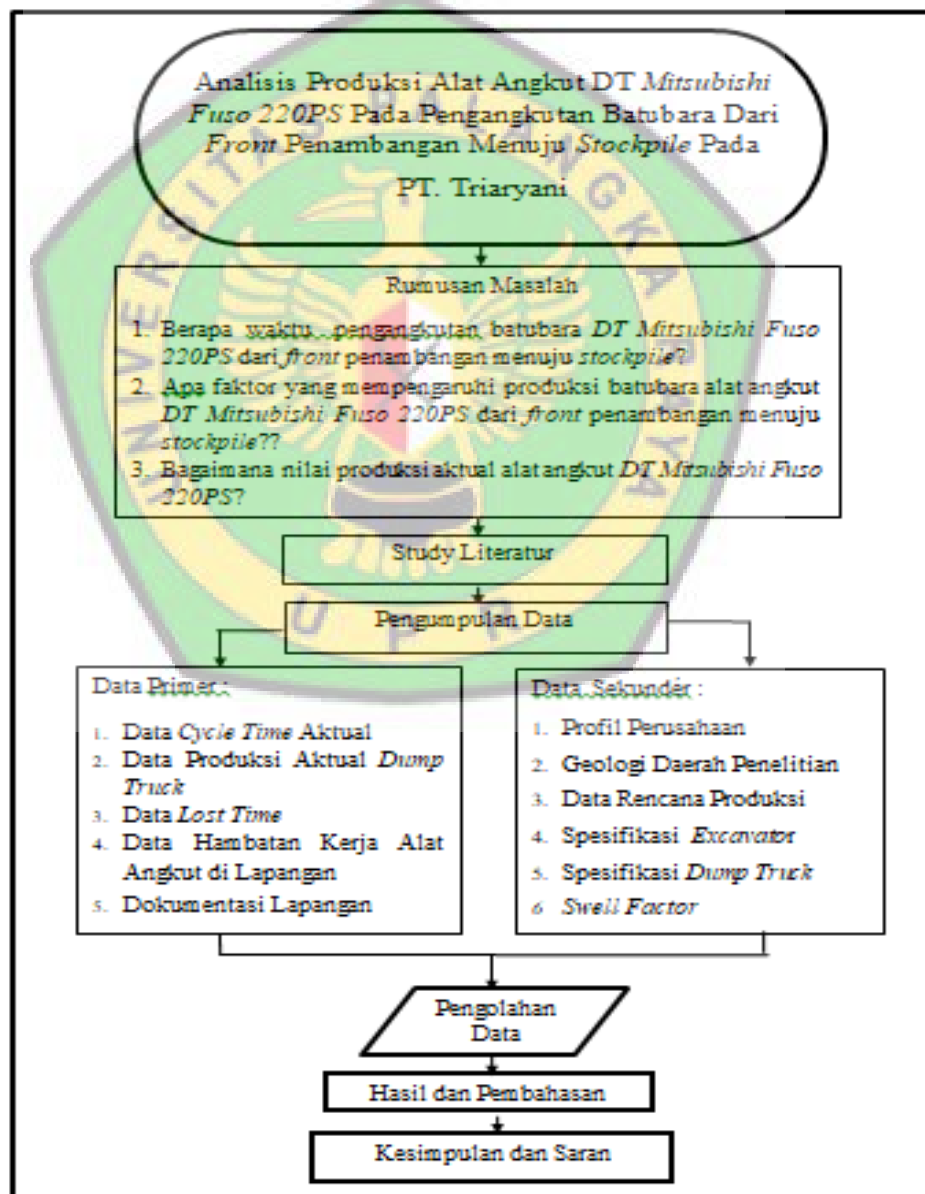 Analisis Produksi Alat Angkut DT Mitsubishi
Fuso 220PS Pada Pengangkutan Batubara Dari
Front Penambangan Menuju Stockpile Pada
PT. Triaryani
Rumusan Masalah
1. Berapa waktu pengangkutan batubara DT Mitsubishi Fuso
220PS dari front penambangan menuju stockpile?
2. Apa faktor yang mempengaruhi produksi batubara alat angkut
DT Mitsubishi Fuso 220PS dari front penambangan menuju
stockpile??
3. Bagaimana nilai produksi aktual alat angkut DT Mitsubishi Fuso
220PS?
Study Literatur
Pengumpulan Data
Data Primer :
1. Data Cycle Time Aktual
2. Data Produksi Aktual Dump
Truck
3. Data Lost Time
4. Data Hambatan Kerja Alat
Angkut di Lapangan
5. Dokumentasi Lapangan
Data Sekunder :
1. Profil Perusahaan
2. Geologi Daerah Penelitian
3. Data Rencana Produksi
4. Spesifikasi Excavator
5. Spesifikasi Dump Truck
6 Swell Factor
Pengolahan
Data
Hasil dan Pembahasan
Kesimpulan dan Saran
UNIVERSITAS PALANGKA RAYA
U P R